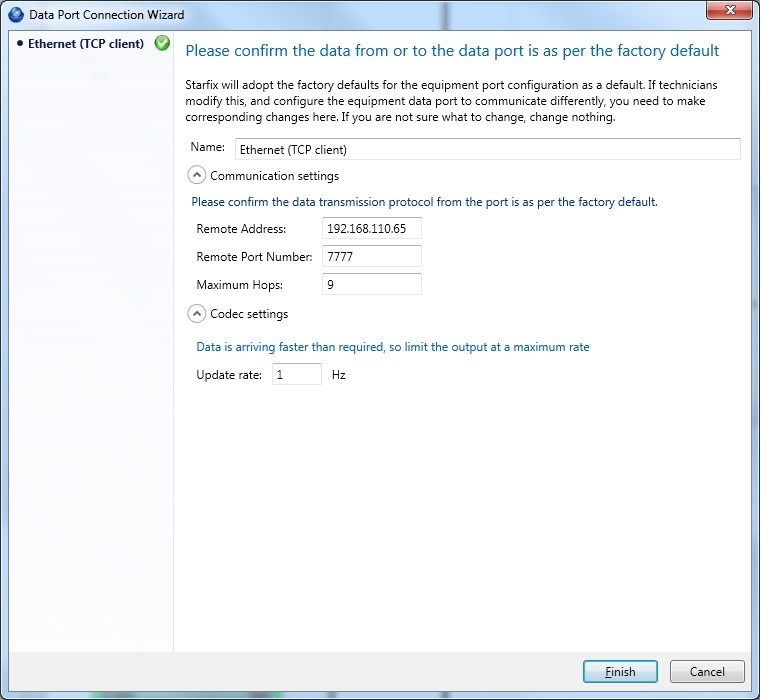 Data Port Connection Wizard
Ethernet (TCP client)
Please confirm the data from or to the data port is as per the factory default
Starfix will adopt the factory defaults for the equipment port configuration as a default. If technicians
modify this, and configure the equipment data port to communicate differently, you need to make
corresponding changes here. If you are not sure what to change, change nothing.
Name: Ethernet (TCP client)
Communication settings
Please confirm the data transmission protocol from the port is as per the factory default.
Remote Address: 192.168.110.65
Remote Port Number: 7777
Maximum Hops: 9
Codec settings
Data is arriving faster than required, so limit the output at a maximum rate
Update rate: 1 Hz
Finish Cancel